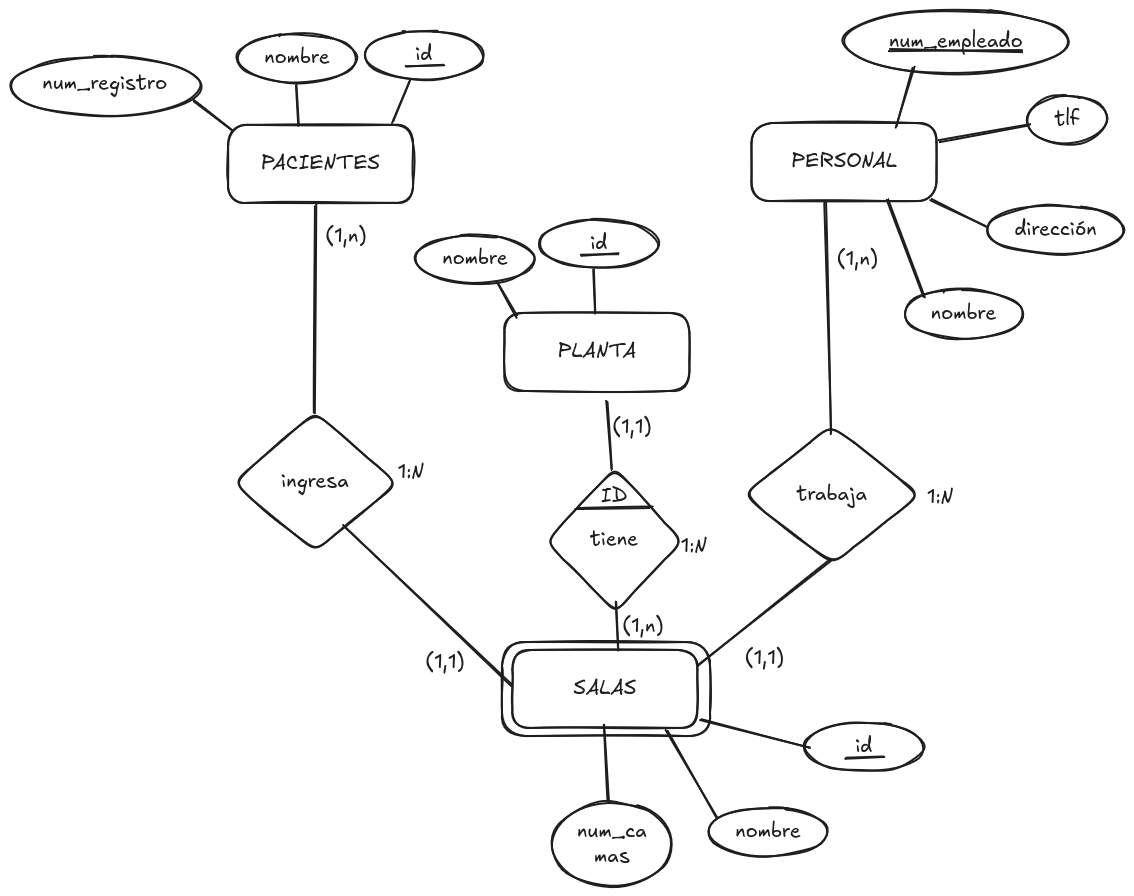 num_empleado
nombre
id
num_registro
tlf
PACIENTES
PERSONAL
dirección
(1,n)
nombre
id
(1,n)
nombre
PLANTA
(1,1)
ingresa
1:N
ID
trabaja
1:N
tiene
1:N
(1,n)
(1,1)
(1,1)
SALAS
id
num_ca
mas
nombre